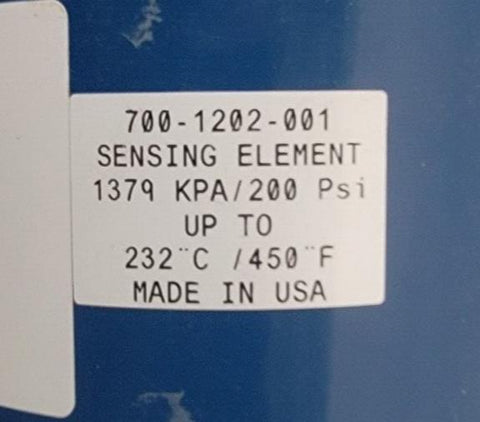 700-1202-001
SENSING ELEMENT
1379 KPA/200 Psi
UP TO
232¨C /450¨F
MADE IN USA